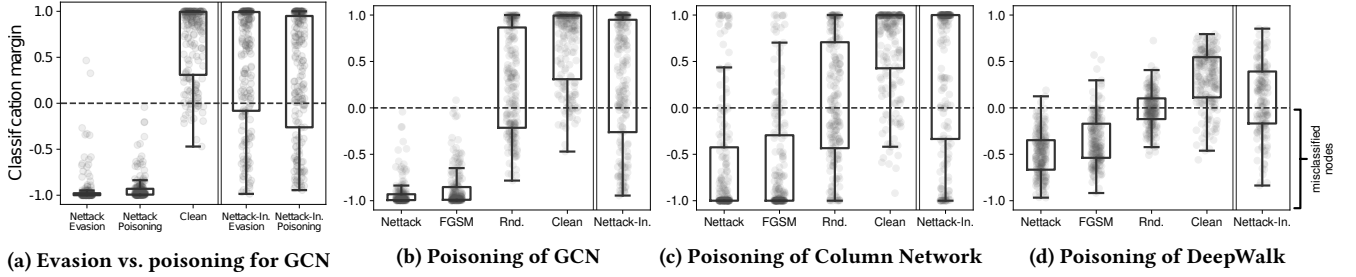 Classification margin
1.0
0.5
0.0
-0.5
-1.0
Nettack
Evasion
Nettack
Poisoning
Clean
Nettack-In.
Evasion
Nettack-In.
Poisoning
(a) Evasion vs. poisoning for GCN
1.0
0.5
0.0
-0.5
-1.0
Nettack
FGSM
Rnd.
Clean
Nettack-In.
(b) Poisoning of GCN
1.0
0.5
0.0
-0.5
-1.0
Nettack
FGSM
Rnd.
Clean
Nettack-In.
(c) Poisoning of Column Network
1.0
0.5
0.0
-0.5
-1.0
Nettack
FGSM
Rnd.
Clean
Nettack-In.
(d) Poisoning of DeepWalk
misclassified
nodes